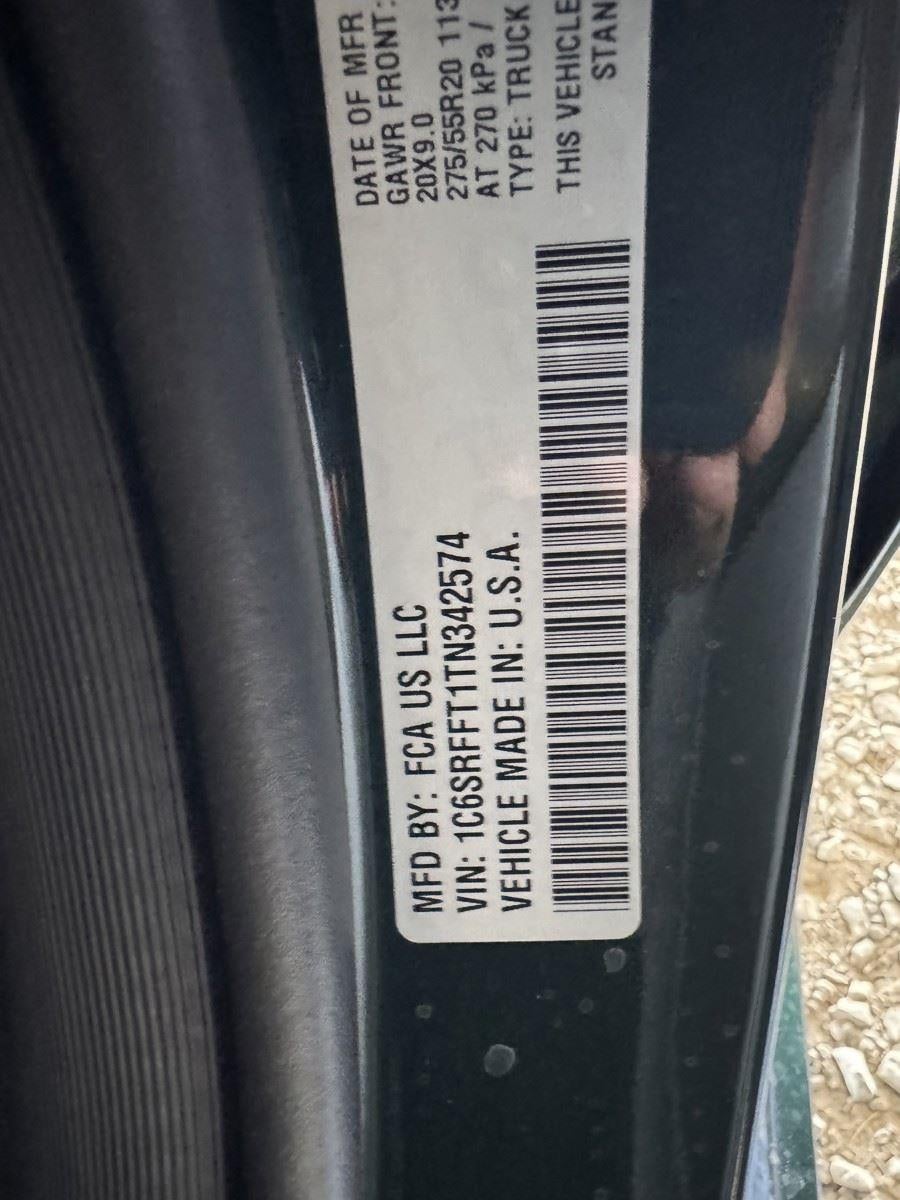 MFD BY: FCA US LLC
VIN: 1C6SRFFT1TN342574
VEHICLE MADE IN: U.S.A.
DATE OF MFR
GAWR FRONT:
20X9.0
275/55R20 113
AT 270 kPa /
TYPE: TRUCK
THIS VEHICLE
STAN